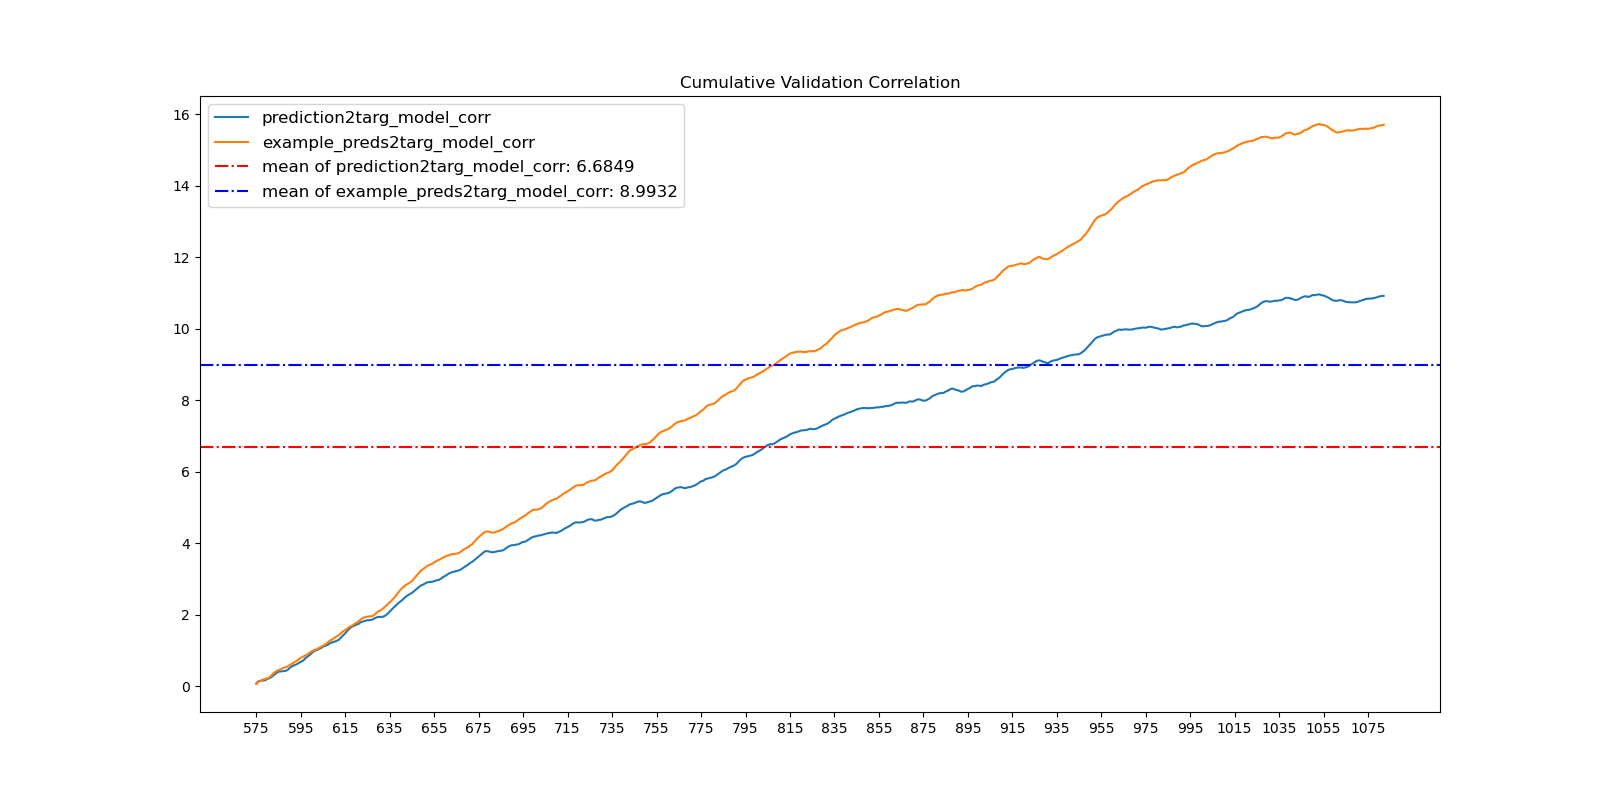 Cumulative Validation Correlation
prediction2targ_model_corr
example_preds2targ_model_corr
mean of prediction2targ_model_corr: 6.6849
mean of example_preds2targ_model_corr: 8.9932
16
14
12
10
8
6
4
2
0
575 595 615 635 655 675 695 715 735 755 775 795 815 835 855 875 895 915 935 955 975 995 1015 1035 1055 1075